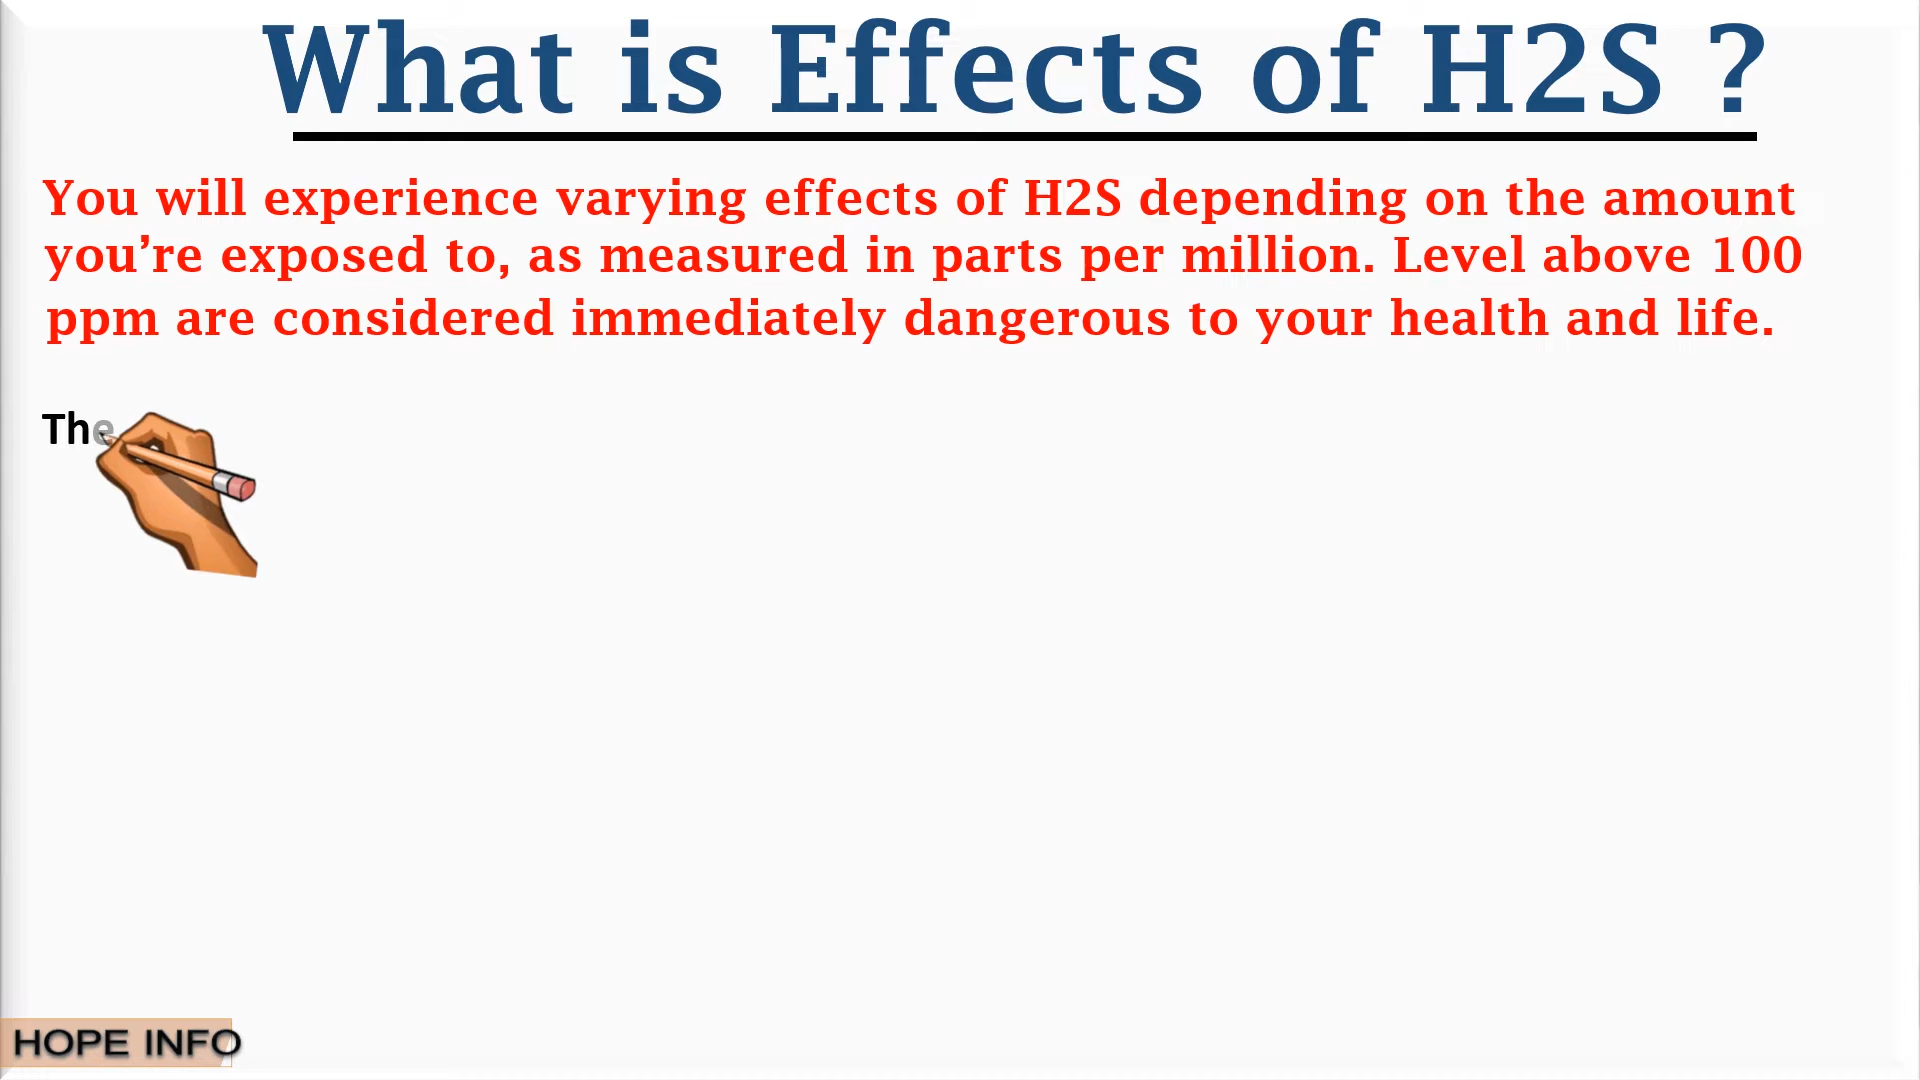 What is Effects of H2S ?
You will experience varying effects of H2S depending on the amount
you’re exposed to, as measured in parts per million. Level above 100
ppm are considered immediately dangerous to your health and life.
The
HOPE INFO